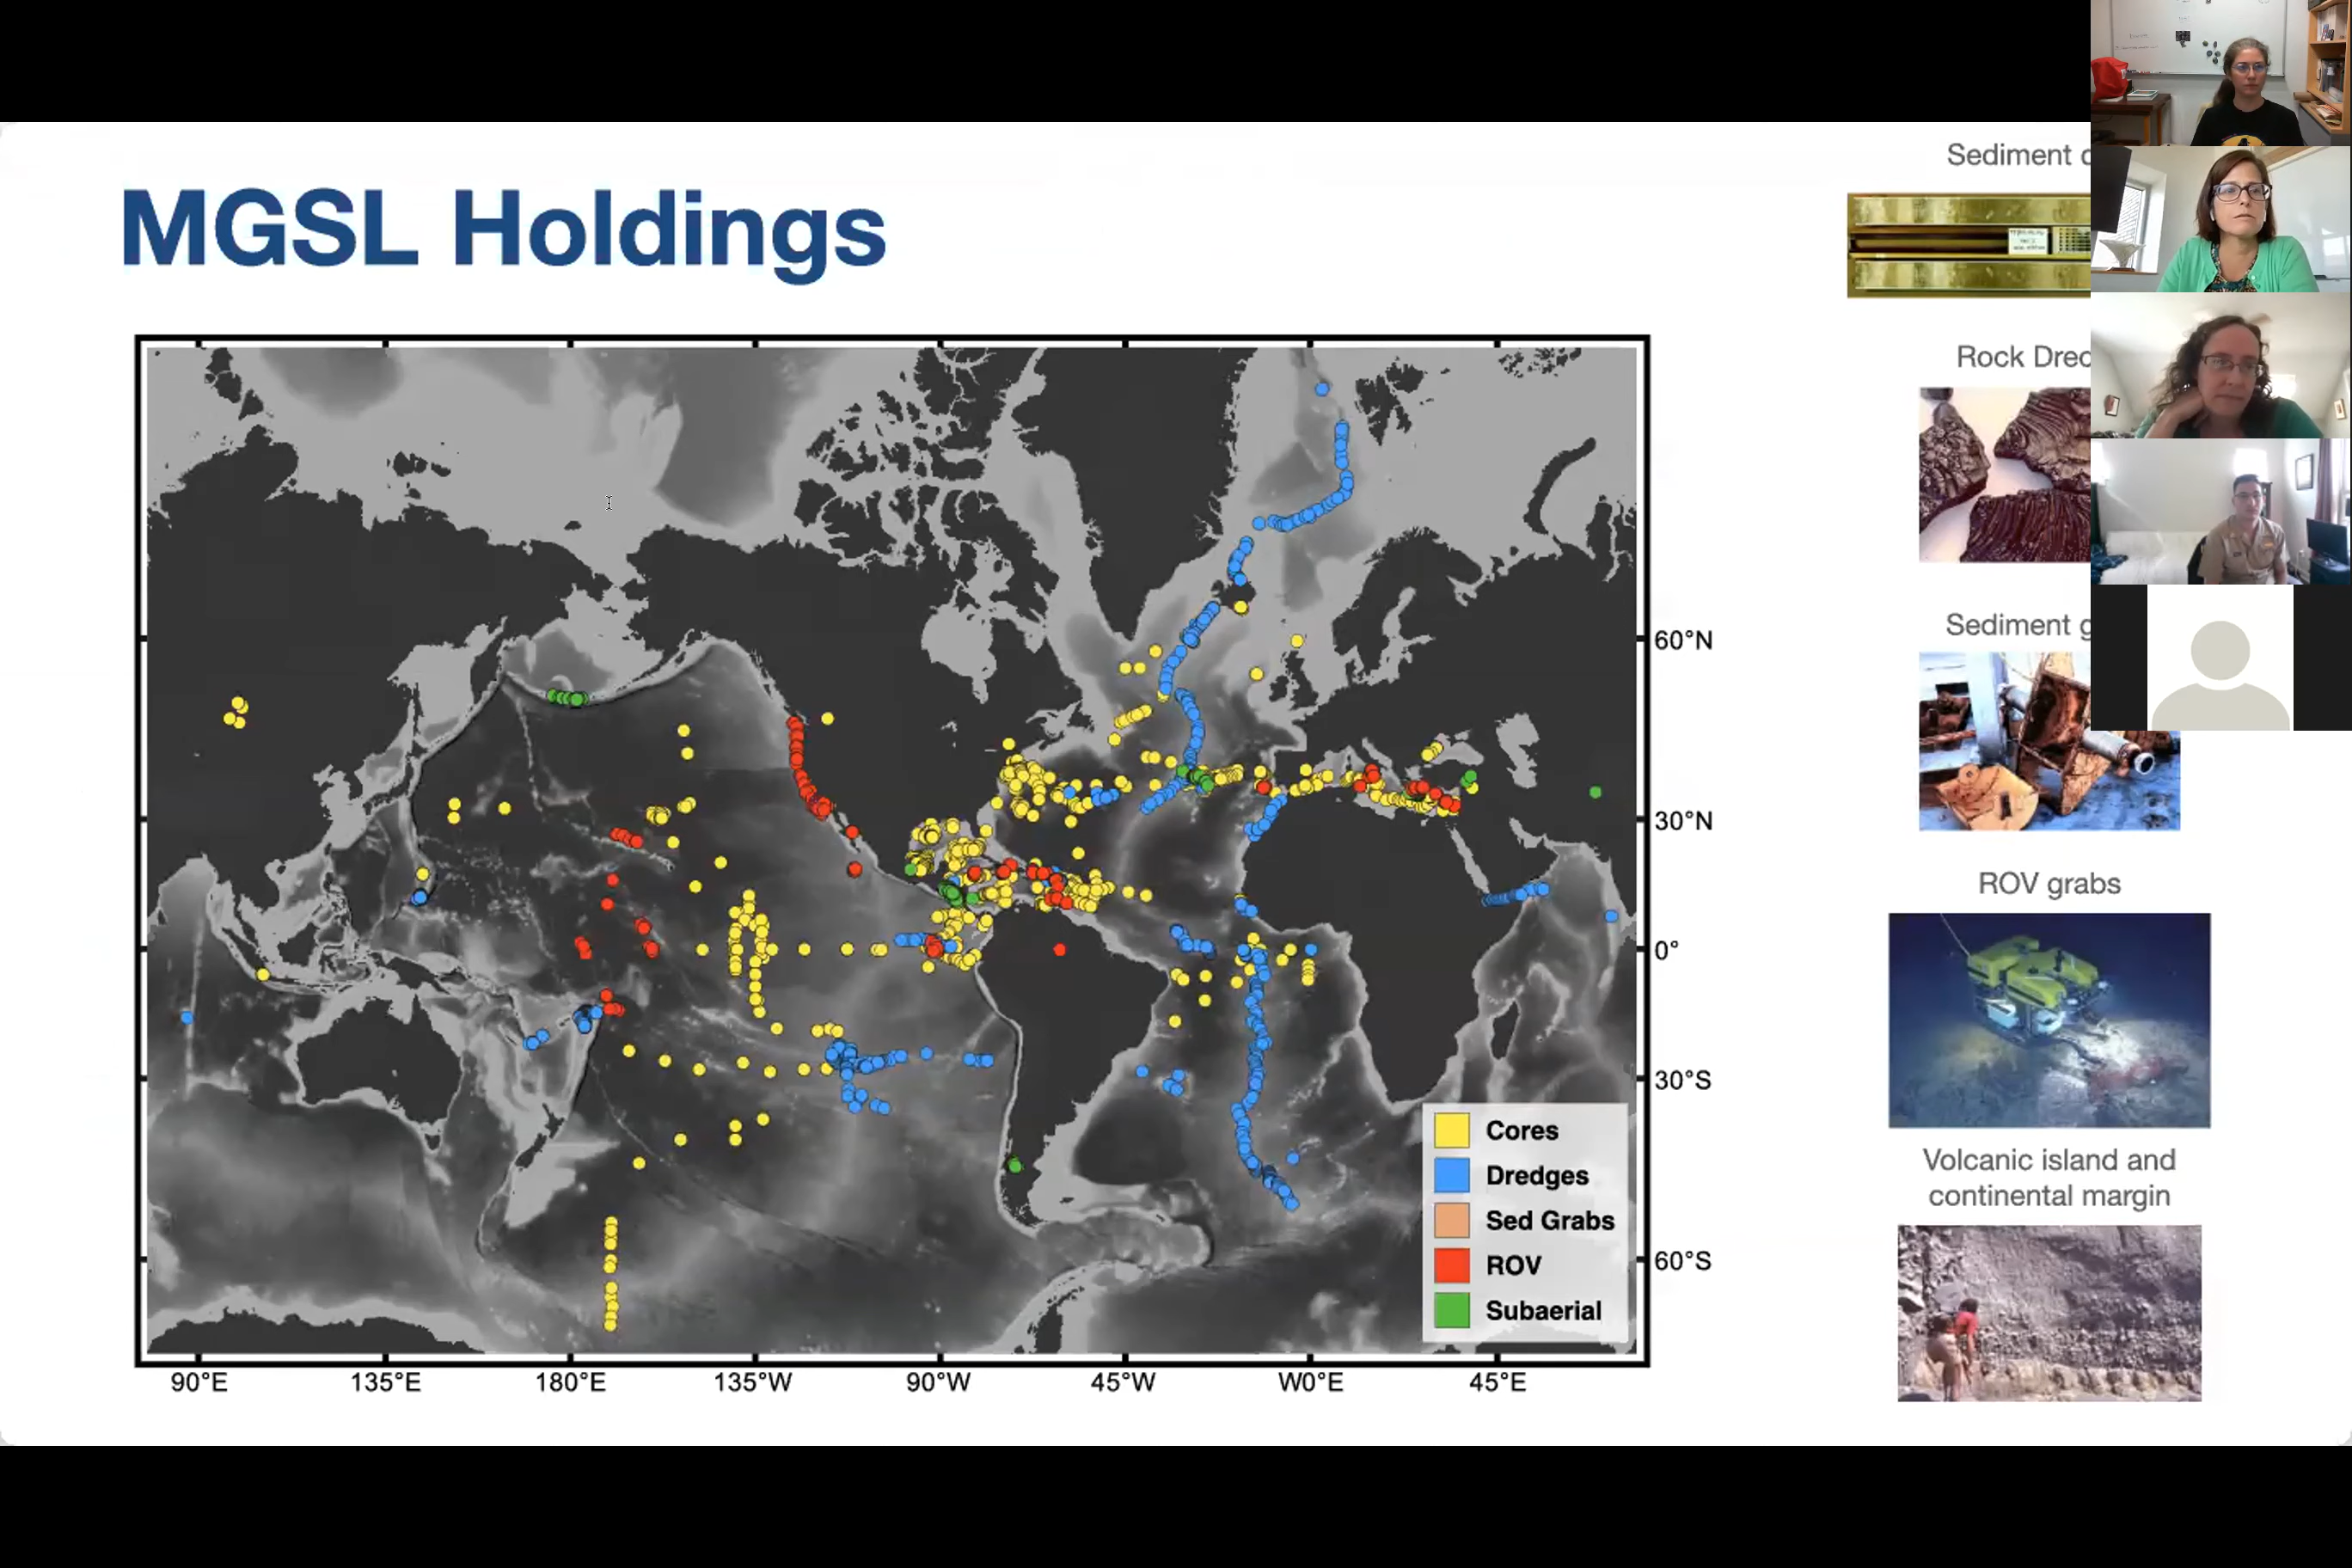 MGSL Holdings
60°N
30°N
0°
30°S
60°S
90°E
135°E
180°E
135°W
90°W
45°W
W0°E
45°E
Cores
Dredges
Sed Grabs
ROV
Subaerial
Sediment
Rock
Sediment
ROV grabs
Volcanic island and
continental margin